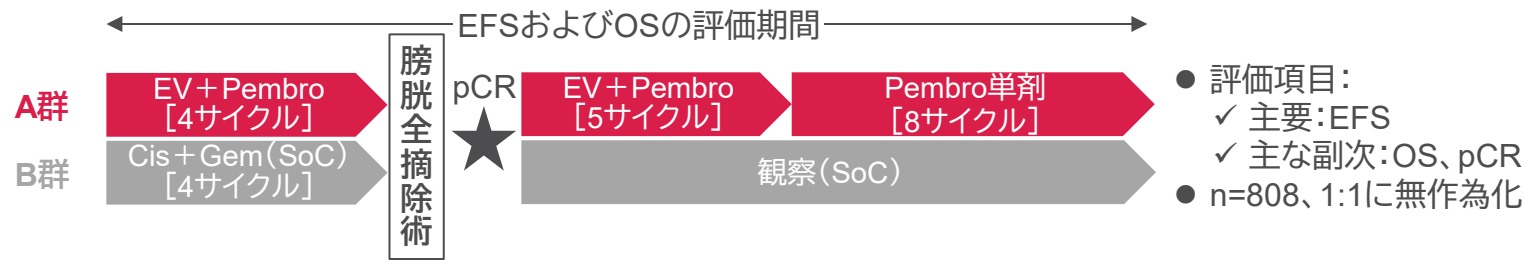 EFSおよびOSの評価期間
A群
EV+Pembro
[4サイクル]
膀胱全摘除術
pCR
EV+Pembro
[5サイクル]
Pembro単剤
[8サイクル]
B群
Cis+Gem(SoC)
[4サイクル]
観察(SoC)
● 評価項目:
✓ 主要:EFS
✓ 主な副次:OS、pCR
● n=808、1:1に無作為化